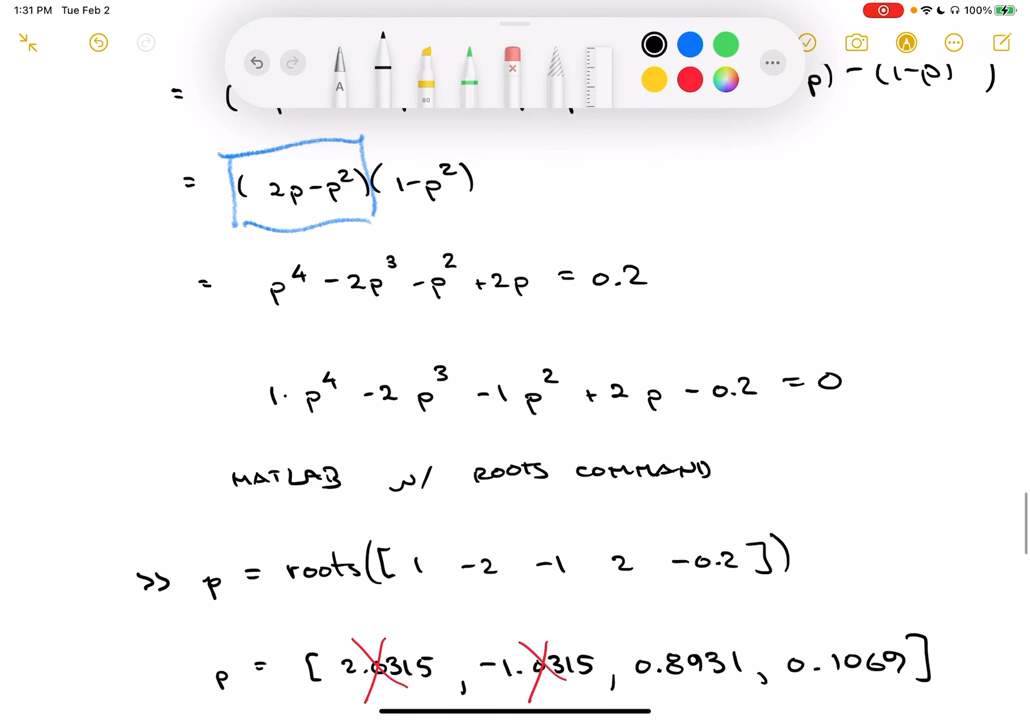 1:31 PM Tue Feb 2 100%
A 80
= ( p) - (1-p) )
= (2p-p²)(1-p²)
= p⁴ - 2p³ - p² + 2p = 0.2
1. p⁴ - 2 p³ - 1 p² + 2 p - 0.2 = 0
MATLAB w/ ROOTS COMMAND
>> p = roots([ 1 -2 -1 2 -0.2 ])
p = [ 2.0315 , -1.0315 , 0.8931 , 0.1069 ]